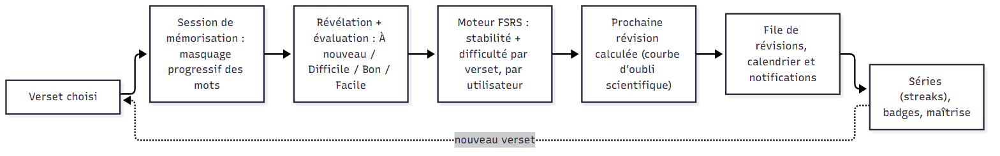 Verset choisi
Session de
mémorisation :
masquage
progressif des
mots
Révélation +
évaluation : À
nouveau /
Difficile / Bon /
Facile
Moteur FSRS :
stabilité +
difficulté par
verset, par
utilisateur
Prochaine
révision
calculée (courbe
d'oubli
scientifique)
File de
révisions,
calendrier et
notifications
Séries
(streaks),
badges, maîtrise
nouveau verset